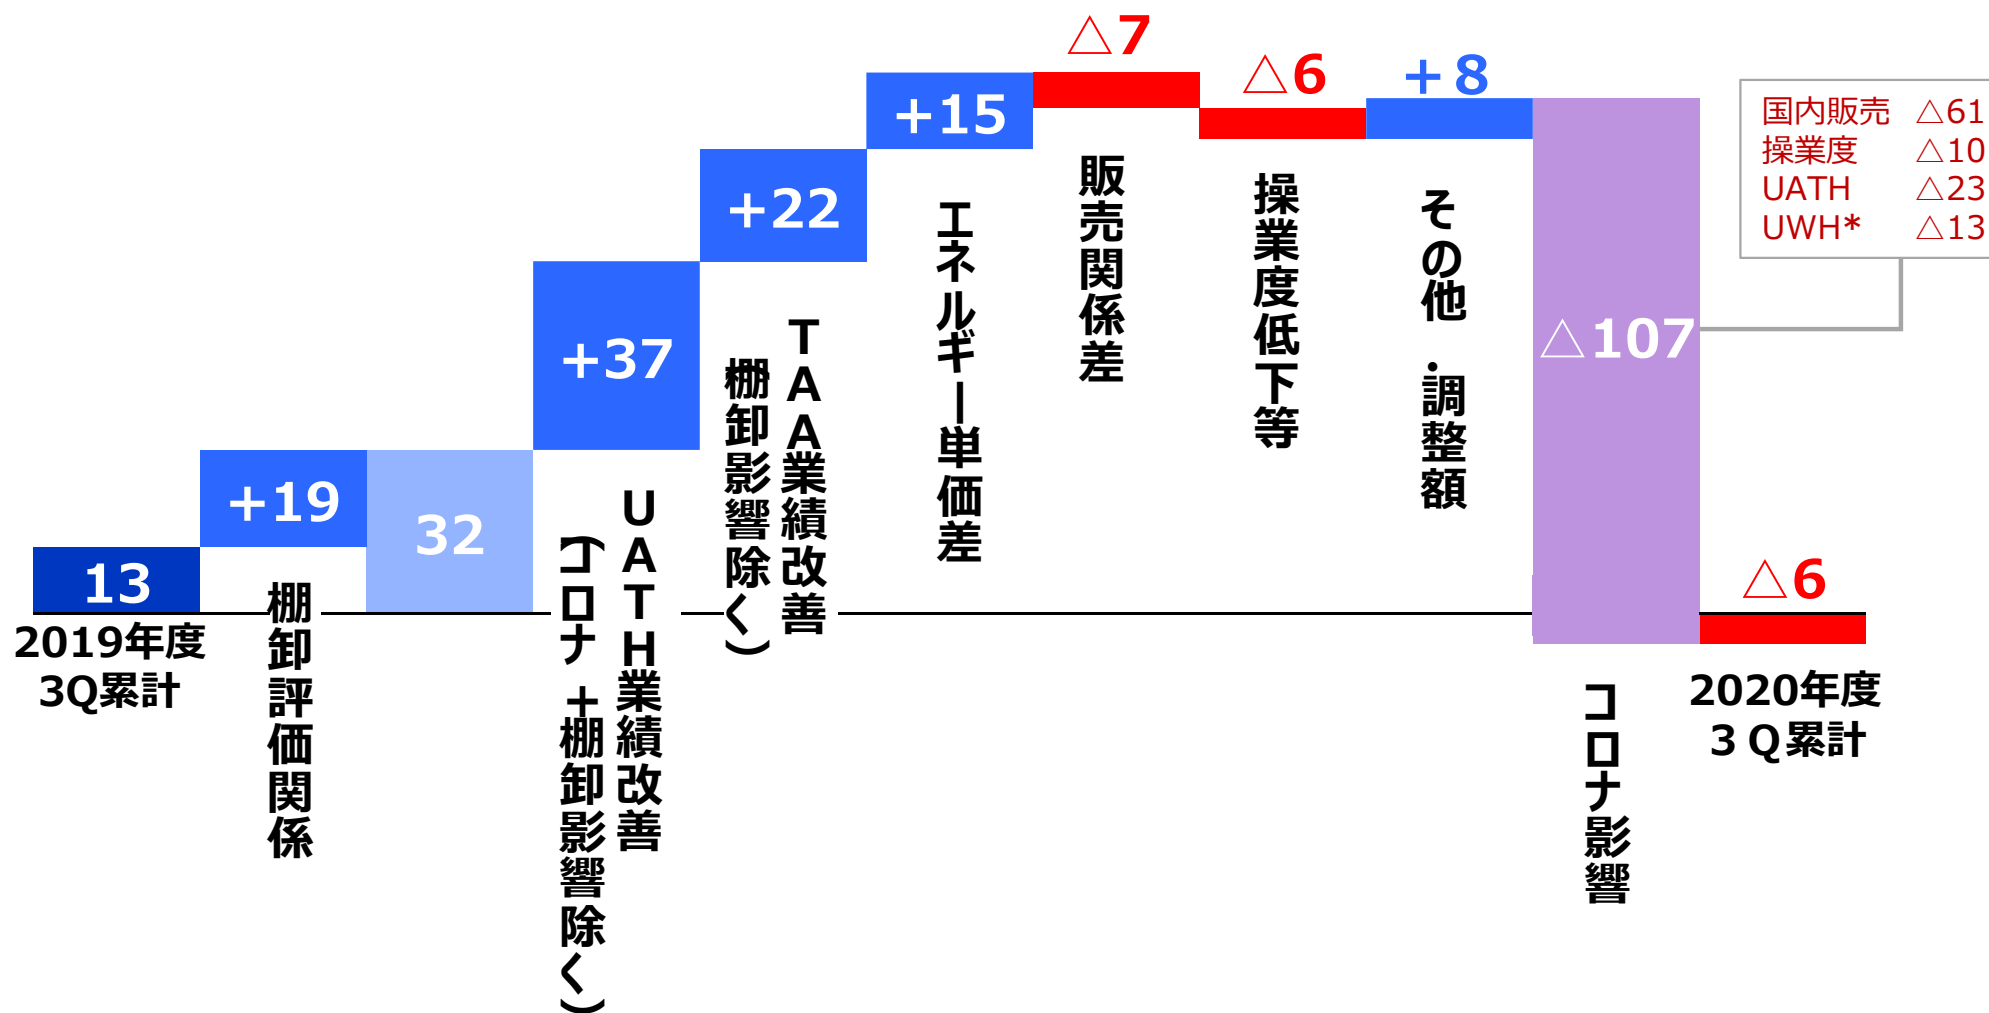 13
2019年度
3Q累計
+19
棚卸評価関係
32
+37
UATH業績改善
(コロナ+棚卸影響除く)
+22
TAA業績改善
(棚卸影響除く)
+15
エネルギー単価差
△7
販売関係差
△6
操業度低下等
+8
その他・調整額
△107
コロナ影響
国内販売 △61
操業度 △10
UATH △23
UWH* △13
△6
2020年度
3Q累計